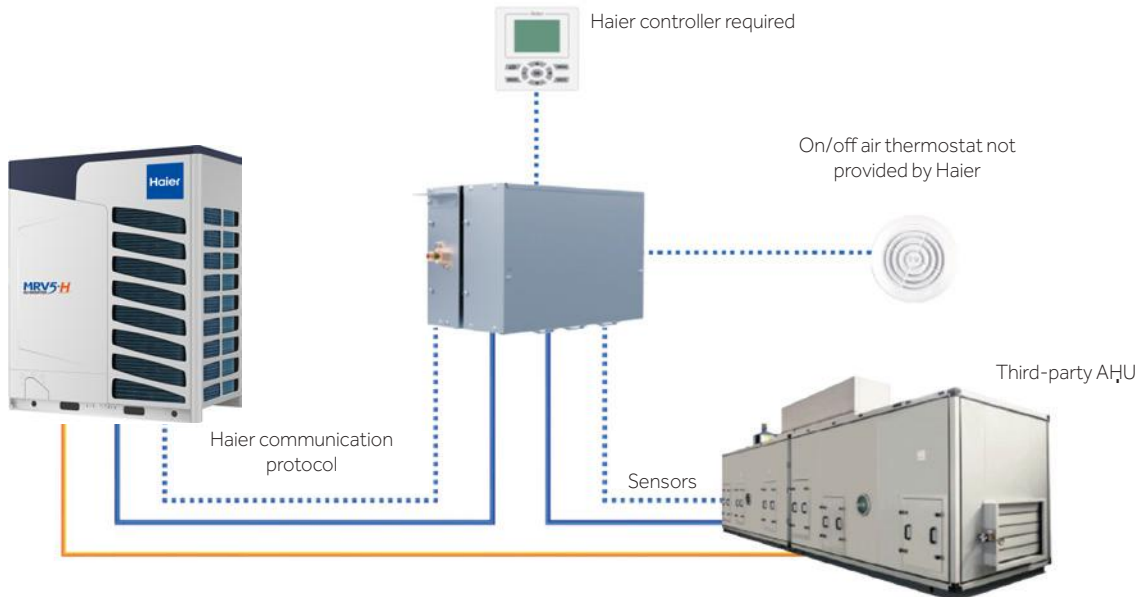 Haier controller required
On/off air thermostat not
provided by Haier
Haier
MRV5-H
Third-party AHU
Haier communication
protocol
Sensors